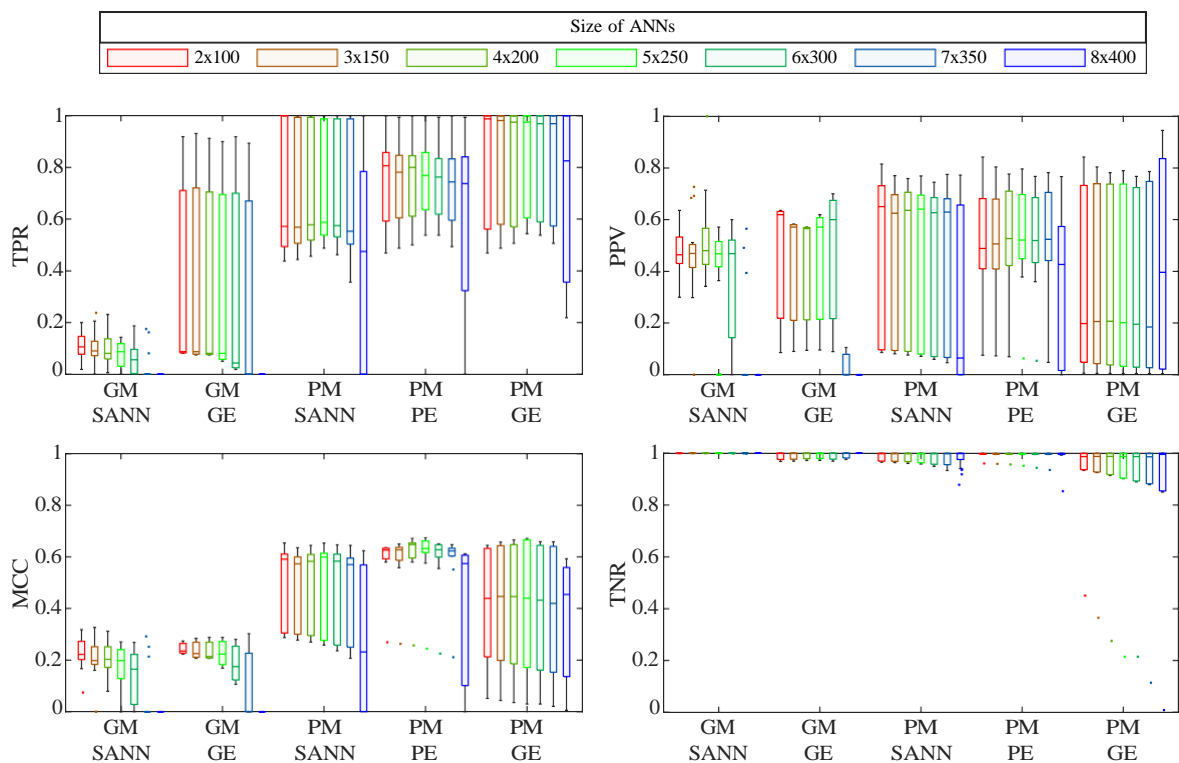 Size of ANNs
2x100 3x150 4x200 5x250 6x300 7x350 8x400
1
0.8
0.6
0.4
0.2
0
TPR
GM GM PM PM PM
SANN GE SANN PE GE
1
0.8
0.6
0.4
0.2
0
PPV
GM GM PM PM PM
SANN GE SANN PE GE
1
0.8
0.6
0.4
0.2
0
MCC
GM GM PM PM PM
SANN GE SANN PE GE
1
0.8
0.6
0.4
0.2
0
TNR
GM GM PM PM PM
SANN GE SANN PE GE